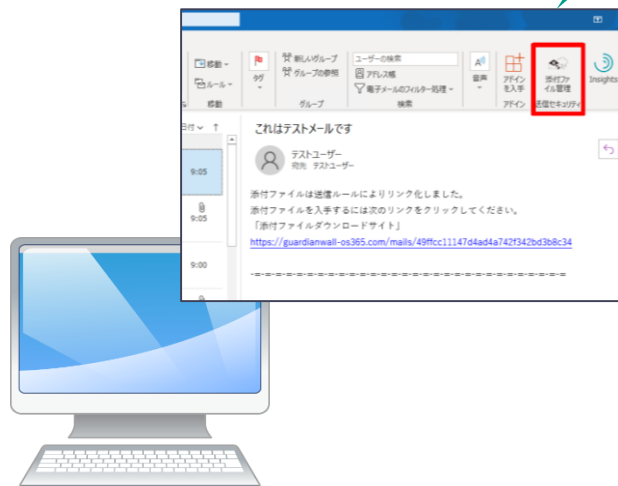 移動
ルール
移動
タグ
新しいグループ
グループの参照
グループ
ユーザーの検索
アドレス帳
電子メールのフィルター処理
検索
音声
アドイン
を入手
アドイン
添付ファ
イル管理
送信セキュリティ
Insights
日付
↑
これはテストメールです
テストユーザー
宛先 テストユーザー
9:05
9:05
9:00
添付ファイルは送信ルールによりリンク化しました。
添付ファイルを入手するには次のリンクをクリックしてください。
「添付ファイルダウンロードサイト」
https://guardianwall-os365.com/mails/49ffcc11147d4ad4a742f342bd3b8c34
-=-=-=-=-=-=-=-=-=-=-=-=-=-=-=-=-=-=-=-=-=-=-=-=-=-=-=-=-=-=